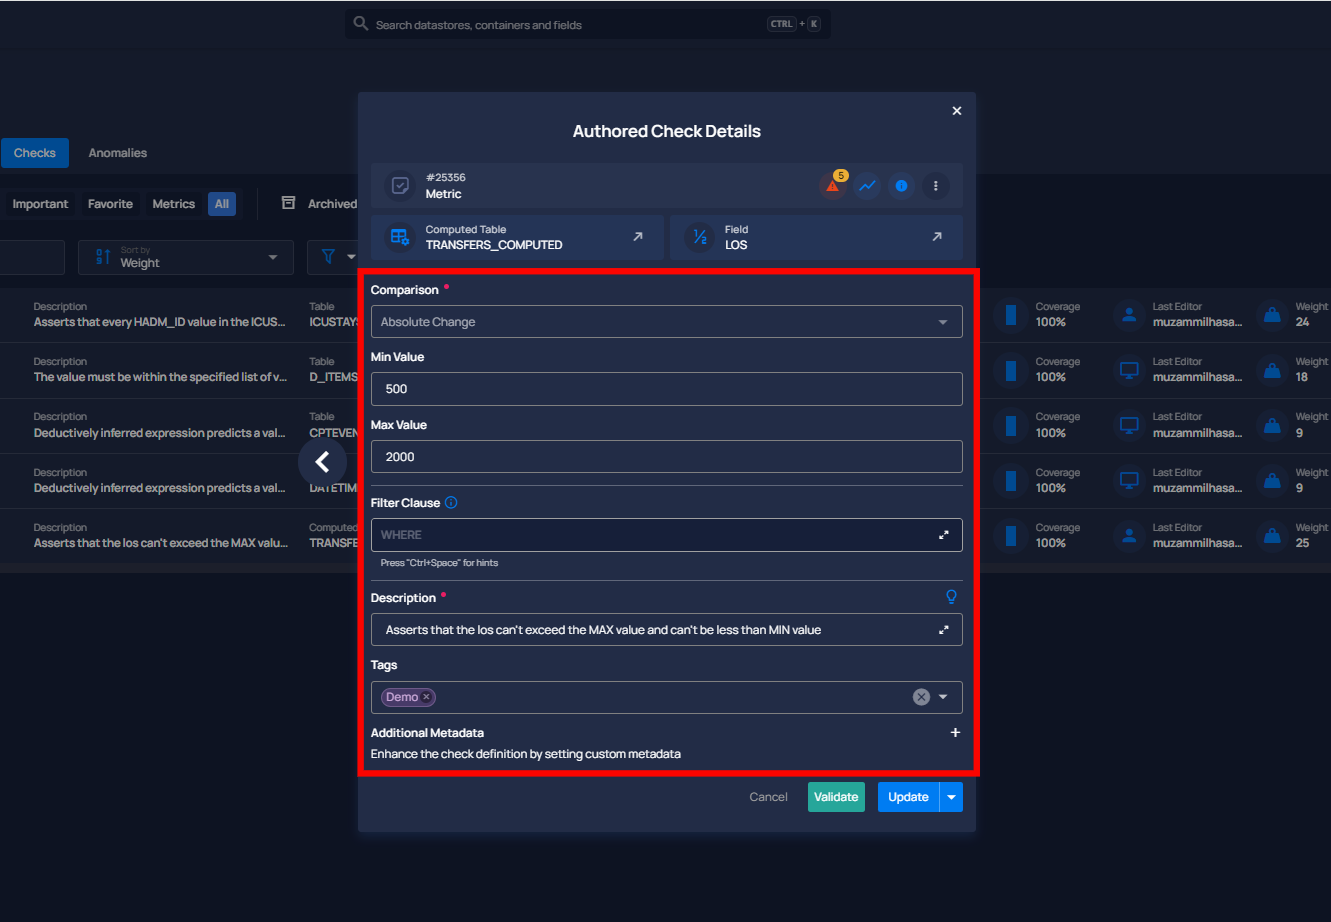 Search datastores, containers and fields CTRL + K
Checks Anomalies
Important Favorite Metrics All Archived
Sort by
Weight
Description Table
Asserts that every HADM_ID value in the ICUS... ICUSTAYS
Description Table
The value must be within the specified list of v... D_ITEMS
Description Table
Deductively inferred expression predicts a val... CPTEVEN
Description
Deductively inferred expression predicts a val... DATETIM
Description Computed
Asserts that the los can't exceed the MAX valu... TRANSFE
Authored Check Details
#25356
Metric
5
Computed Table
TRANSFERS_COMPUTED
Field
LOS
Comparison *
Absolute Change
Min Value
500
Max Value
2000
Filter Clause
WHERE
Press "Ctrl+Space" for hints
Description *
Asserts that the los can't exceed the MAX value and can't be less than MIN value
Tags
Demo
Additional Metadata +
Enhance the check definition by setting custom metadata
Cancel Validate Update
Coverage Last Editor Weight
100% muzammilhasa... 24
Coverage Last Editor Weight
100% muzammilhasa... 18
Coverage Last Editor Weight
100% muzammilhasa... 9
Coverage Last Editor Weight
100% muzammilhasa... 9
Coverage Last Editor Weight
100% muzammilhasa... 25